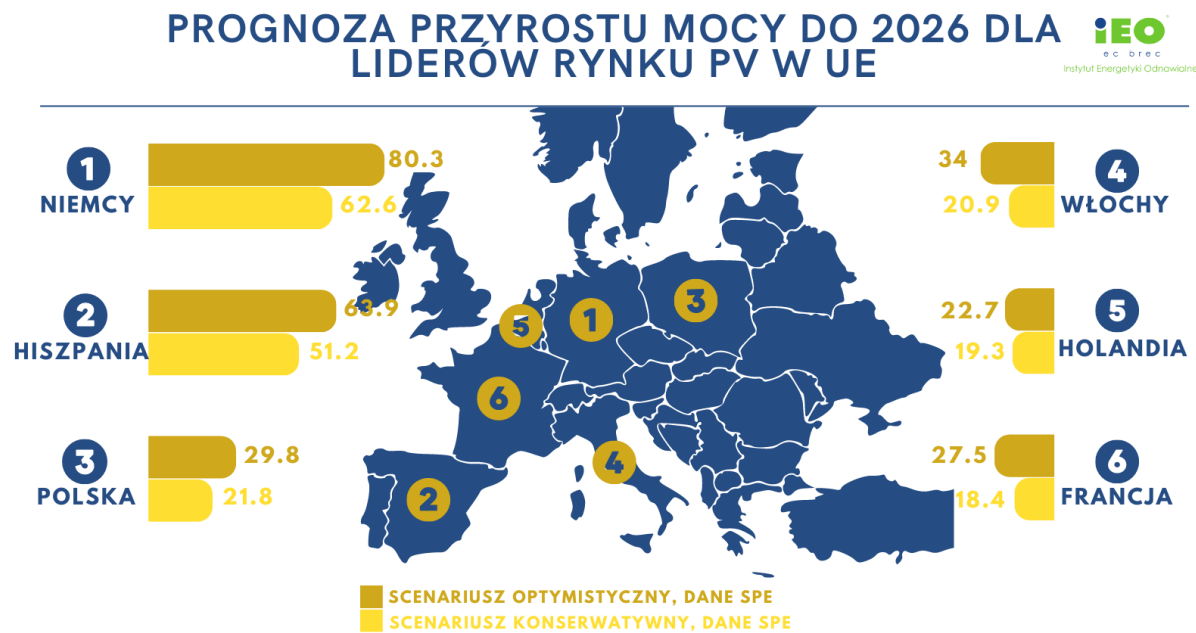 PROGNOZA PRZYROSTU MOCY DO 2026 DLA
LIDERÓW RYNKU PV W UE
iEO
ec brec
Instytut Energetyki Odnawialne
1
NIEMCY
80.3
62.6
2
HISZPANIA
63.9
51.2
3
POLSKA
29.8
21.8
4
WŁOCHY
34
20.9
5
HOLANDIA
22.7
19.3
6
FRANCJA
27.5
18.4
3
1
5
6
4
2
SCENARIUSZ OPTYMISTYCZNY, DANE SPE
SCENARIUSZ KONSERWATYWNY, DANE SPE